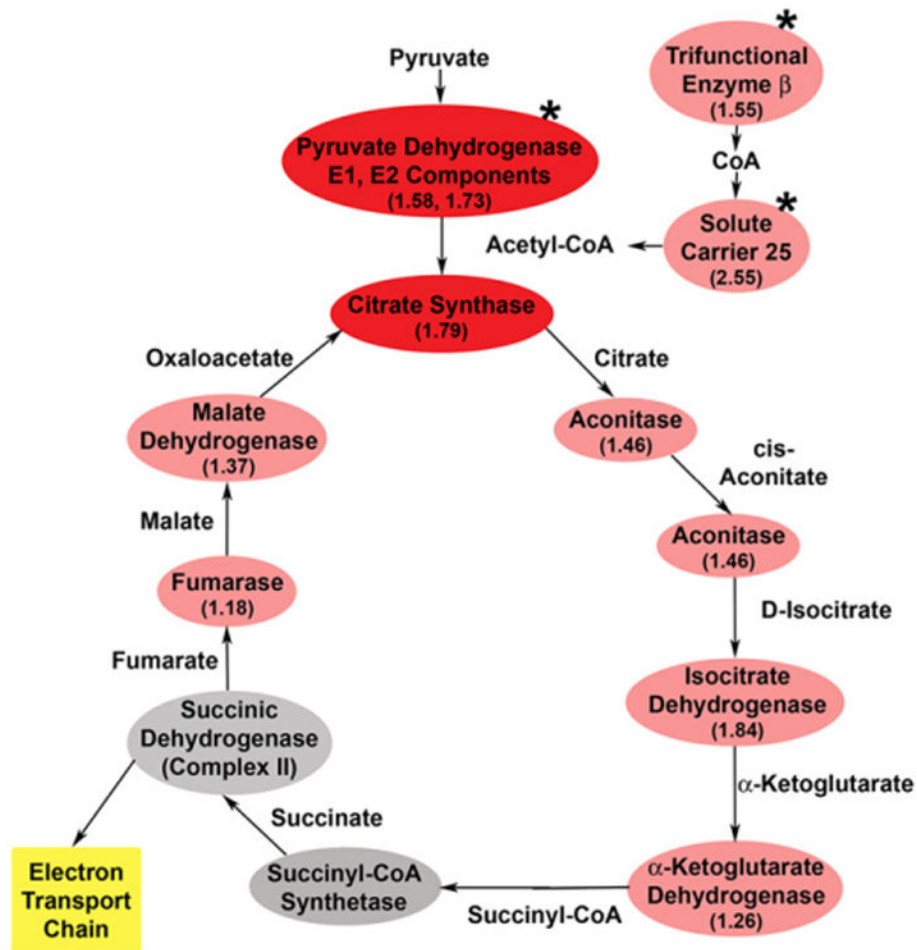 Pyruvate
*
Pyruvate Dehydrogenase
E1, E2 Components
(1.58, 1.73)
*
Trifunctional
Enzyme β
(1.55)
CoA
*
Solute
Carrier 25
(2.55)
Acetyl-CoA
Citrate Synthase
(1.79)
Oxaloacetate
Citrate
Malate
Dehydrogenase
(1.37)
Aconitase
(1.46)
cis-
Aconitate
Malate
Aconitase
(1.46)
Fumarase
(1.18)
D-Isocitrate
Fumarate
Isocitrate
Dehydrogenase
(1.84)
Succinic
Dehydrogenase
(Complex II)
α-Ketoglutarate
Succinate
Electron
Transport
Chain
Succinyl-CoA
Synthetase
Succinyl-CoA
α-Ketoglutarate
Dehydrogenase
(1.26)